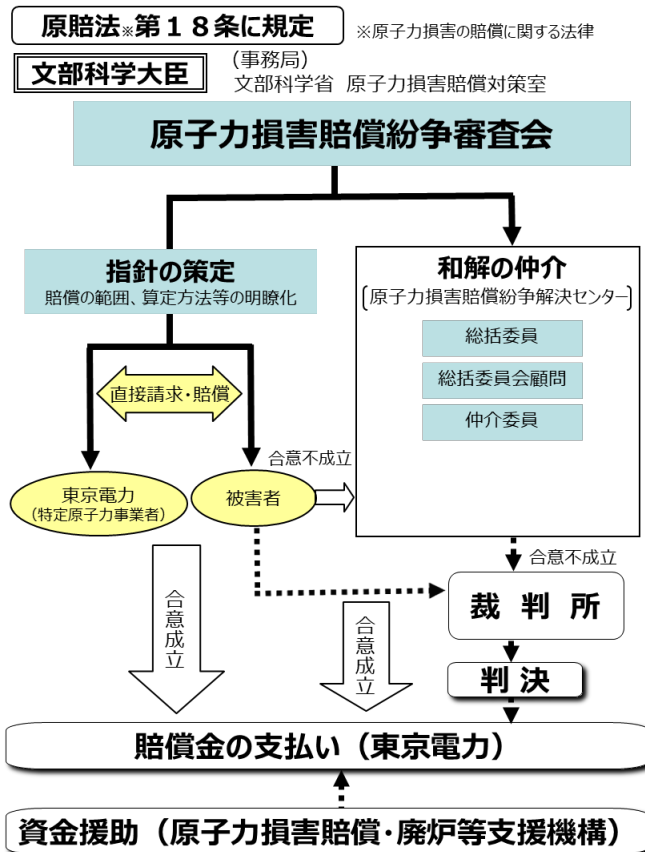 原賠法※第１８条に規定
※原子力損害の賠償に関する法律
文部科学大臣
（事務局）
文部科学省 原子力損害賠償対策室
原子力損害賠償紛争審査会
指針の策定
賠償の範囲、算定方法等の明瞭化
和解の仲介
〔原子力損害賠償紛争解決センター〕
総括委員
総括委員会顧問
仲介委員
直接請求・賠償
合意不成立
東京電力
（特定原子力事業者）
被害者
合意不成立
裁判所
合意成立
合意成立
判決
賠償金の支払い（東京電力）
資金援助（原子力損害賠償・廃炉等支援機構）